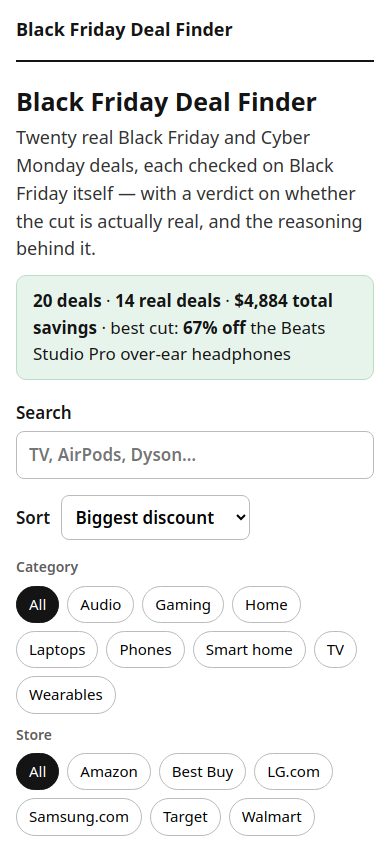 Black Friday Deal Finder
Black Friday Deal Finder
Twenty real Black Friday and Cyber
Monday deals, each checked on Black
Friday itself — with a verdict on whether
the cut is actually real, and the reasoning
behind it.
20 deals · 14 real deals · $4,884 total
savings · best cut: 67% off the Beats
Studio Pro over-ear headphones
Search
TV, AirPods, Dyson...
Sort Biggest discount
Category
All Audio Gaming Home
Laptops Phones Smart home TV
Wearables
Store
All Amazon Best Buy LG.com
Samsung.com Target Walmart